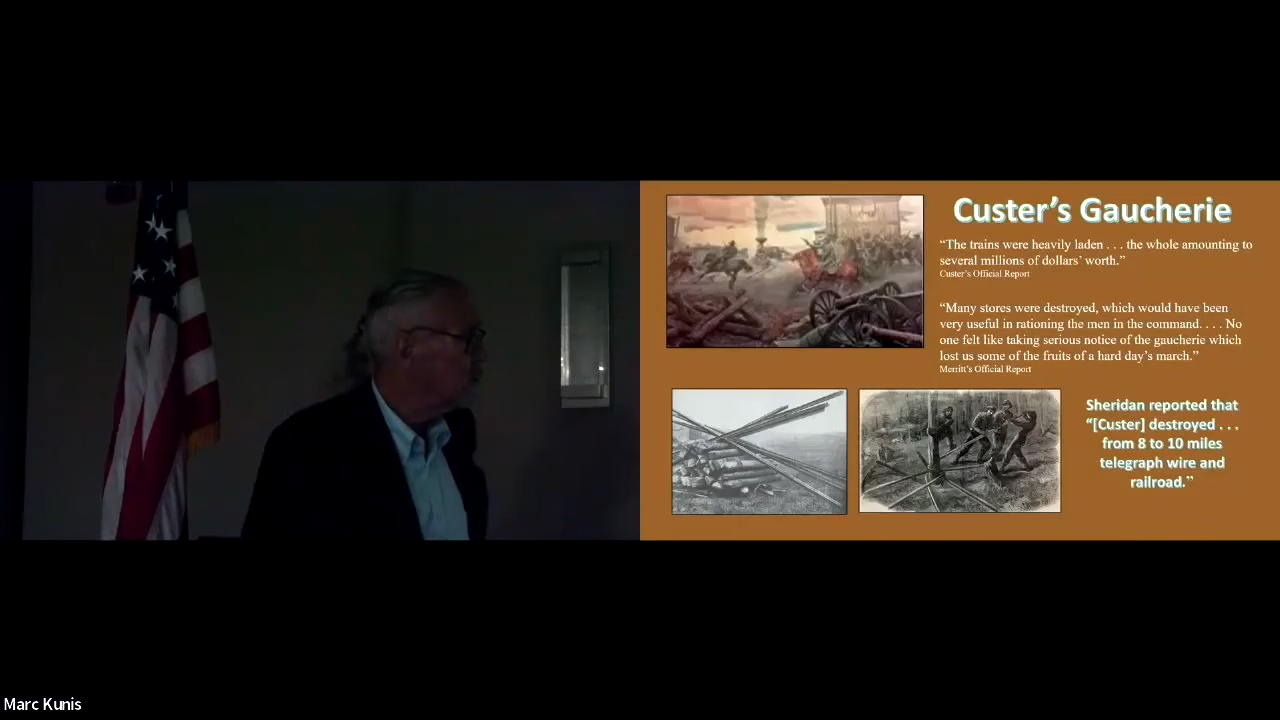 Custer’s Gaucherie
“The trains were heavily laden . . . the whole amounting to
several millions of dollars’ worth.”
Custer’s Official Report
“Many stores were destroyed, which would have been
very useful in rationing the men in the command. . . . No
one felt like taking serious notice of the gaucherie which
lost us some of the fruits of a hard day’s march.”
Merritt’s Official Report
Sheridan reported that
“[Custer] destroyed . . .
from 8 to 10 miles
telegraph wire and
railroad.”
Marc Kunis